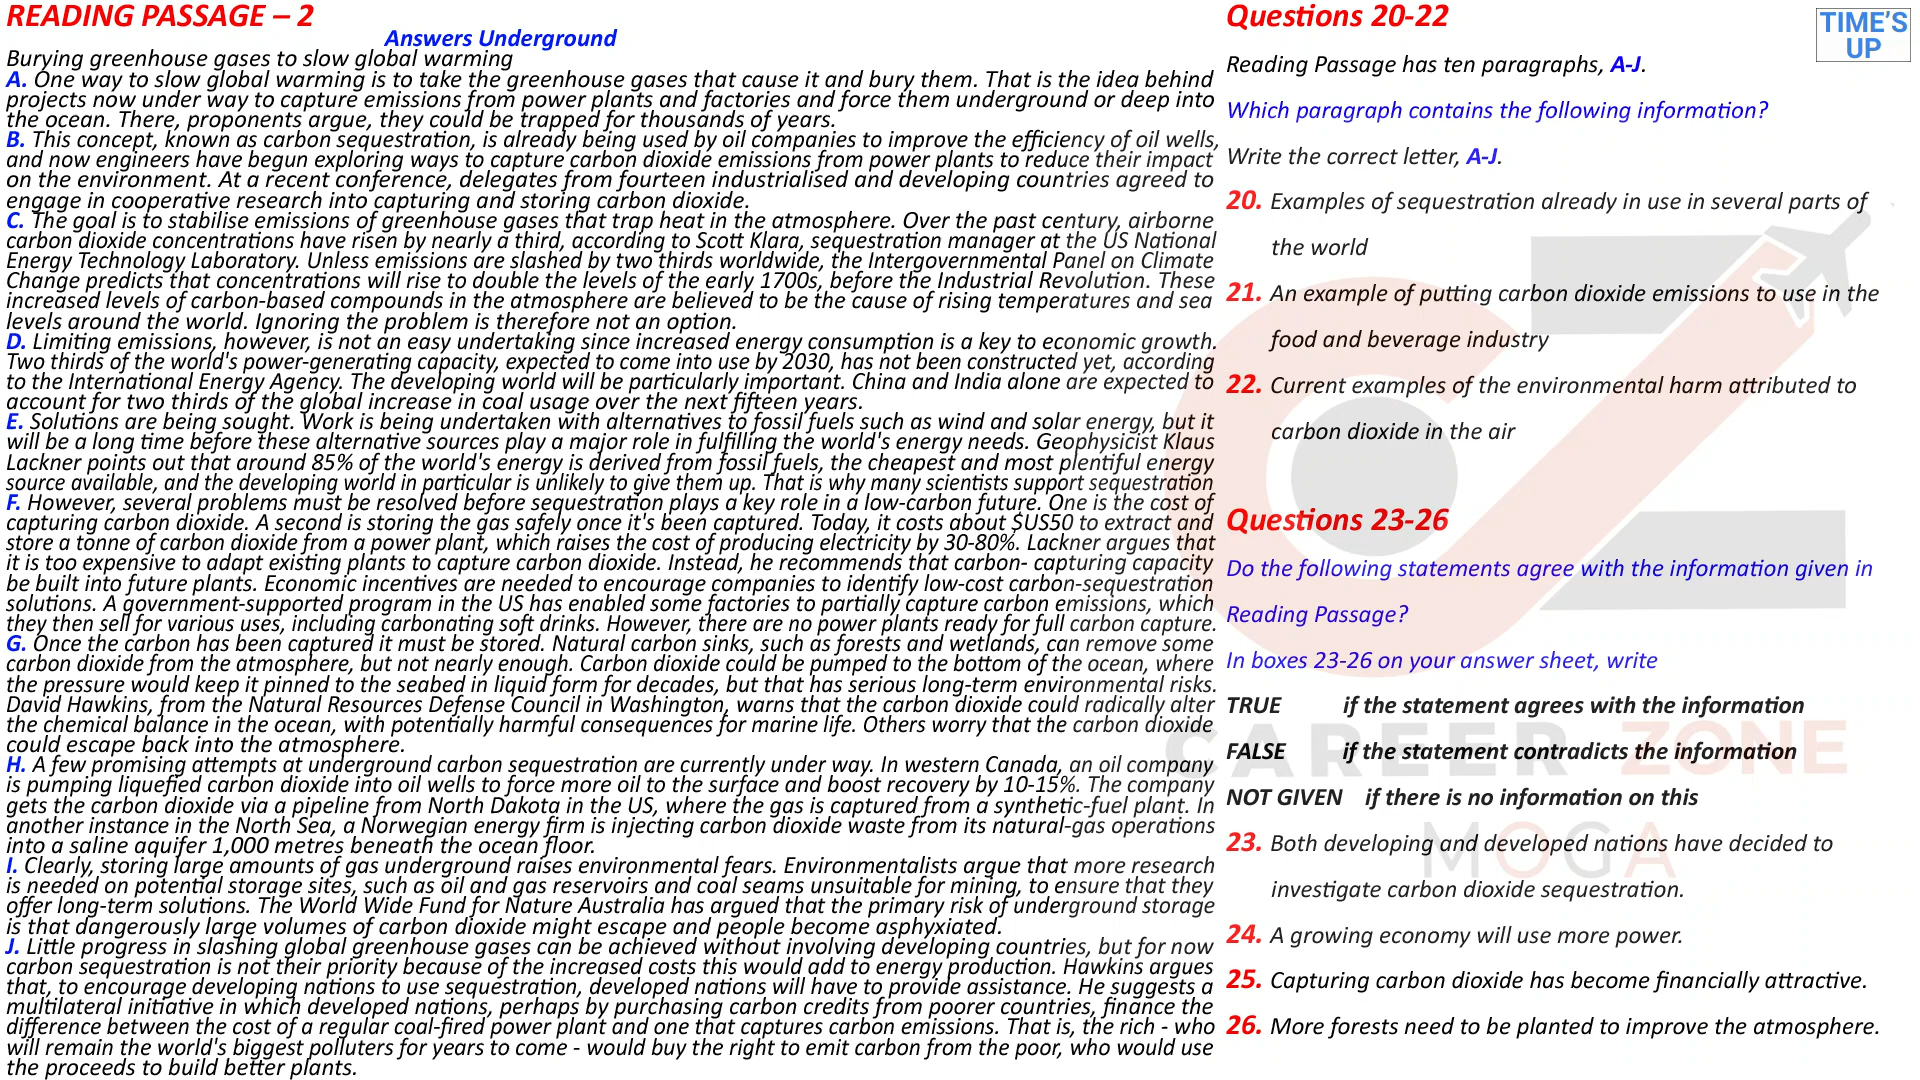 READING PASSAGE – 2
Answers Underground
Burying greenhouse gases to slow global warming
A. One way to slow global warming is to take the greenhouse gases that cause it and bury them. That is the idea behind
projects now under way to capture emissions from power plants and factories and force them underground or deep into
the ocean. There, proponents argue, they could be trapped for thousands of years.
B. This concept, known as carbon sequestration, is already being used by oil companies to improve the efficiency of oil wells,
and now engineers have begun exploring ways to capture carbon dioxide emissions from power plants to reduce their impact
on the environment. At a recent conference, delegates from fourteen industrialised and developing countries agreed to
engage in cooperative research into capturing and storing carbon dioxide.
C. The goal is to stabilise emissions of greenhouse gases that trap heat in the atmosphere. Over the past century, airborne
carbon dioxide concentrations have risen by nearly a third, according to Scott Klara, sequestration manager at the US National
Energy Technology Laboratory. Unless emissions are slashed by two thirds worldwide, the Intergovernmental Panel on Climate
Change predicts that concentrations will rise to double the levels of the early 1700s, before the Industrial Revolution. These
increased levels of carbon-based compounds in the atmosphere are believed to be the cause of rising temperatures and sea
levels around the world. Ignoring the problem is therefore not an option.
D. Limiting emissions, however, is not an easy undertaking since increased energy consumption is a key to economic growth.
Two thirds of the world's power-generating capacity, expected to come into use by 2030, has not been constructed yet, according
to the International Energy Agency. The developing world will be particularly important. China and India alone are expected to
account for two thirds of the global increase in coal usage over the next fifteen years.
E. Solutions are being sought. Work is being undertaken with alternatives to fossil fuels such as wind and solar energy, but it
will be a long time before these alternative sources play a major role in fulfilling the world's energy needs. Geophysicist Klaus
Lackner points out that around 85% of the world's energy is derived from fossil fuels, the cheapest and most plentiful energy
source available, and the developing world in particular is unlikely to give them up. That is why many scientists support sequestration
F. However, several problems must be resolved before sequestration plays a key role in a low-carbon future. One is the cost of
capturing carbon dioxide. A second is storing the gas safely once it's been captured. Today, it costs about $US50 to extract and
store a tonne of carbon dioxide from a power plant, which raises the cost of producing electricity by 30-80%. Lackner argues that
it is too expensive to adapt existing plants to capture carbon dioxide. Instead, he recommends that carbon- capturing capacity
be built into future plants. Economic incentives are needed to encourage companies to identify low-cost carbon-sequestration
solutions. A government-supported program in the US has enabled some factories to partially capture carbon emissions, which
they then sell for various uses, including carbonating soft drinks. However, there are no power plants ready for full carbon capture.
G. Once the carbon has been captured it must be stored. Natural carbon sinks, such as forests and wetlands, can remove some
carbon dioxide from the atmosphere, but not nearly enough. Carbon dioxide could be pumped to the bottom of the ocean, where
the pressure would keep it pinned to the seabed in liquid form for decades, but that has serious long-term environmental risks.
David Hawkins, from the Natural Resources Defense Council in Washington, warns that the carbon dioxide could radically alter
the chemical balance in the ocean, with potentially harmful consequences for marine life. Others worry that the carbon dioxide
could escape back into the atmosphere.
H. A few promising attempts at underground carbon sequestration are currently under way. In western Canada, an oil company
is pumping liquefied carbon dioxide into oil wells to force more oil to the surface and boost recovery by 10-15%. The company
gets the carbon dioxide via a pipeline from North Dakota in the US, where the gas is captured from a synthetic-fuel plant. In
another instance in the North Sea, a Norwegian energy firm is injecting carbon dioxide waste from its natural-gas operations
into a saline aquifer 1,000 metres beneath the ocean floor.
I. Clearly, storing large amounts of gas underground raises environmental fears. Environmentalists argue that more research
is needed on potential storage sites, such as oil and gas reservoirs and coal seams unsuitable for mining, to ensure that they
offer long-term solutions. The World Wide Fund for Nature Australia has argued that the primary risk of underground storage
is that dangerously large volumes of carbon dioxide might escape and people become asphyxiated.
J. Little progress in slashing global greenhouse gases can be achieved without involving developing countries, but for now
carbon sequestration is not their priority because of the increased costs this would add to energy production. Hawkins argues
that, to encourage developing nations to use sequestration, developed nations will have to provide assistance. He suggests a
multilateral initiative in which developed nations, perhaps by purchasing carbon credits from poorer countries, finance the
difference between the cost of a regular coal-fired power plant and one that captures carbon emissions. That is, the rich - who
will remain the world's biggest polluters for years to come - would buy the right to emit carbon from the poor, who would use
the proceeds to build better plants.
Questions 20-22
TIME'S
UP
Reading Passage has ten paragraphs, A-J.
Which paragraph contains the following information?
Write the correct letter, A-J.
20. Examples of sequestration already in use in several parts of
the world
21. An example of putting carbon dioxide emissions to use in the
food and beverage industry
22. Current examples of the environmental harm attributed to
carbon dioxide in the air
Questions 23-26
Do the following statements agree with the information given in
Reading Passage?
In boxes 23-26 on your answer sheet, write
TRUE if the statement agrees with the information
FALSE if the statement contradicts the information
NOT GIVEN if there is no information on this
23. Both developing and developed nations have decided to
investigate carbon dioxide sequestration.
24. A growing economy will use more power.
25. Capturing carbon dioxide has become financially attractive.
26. More forests need to be planted to improve the atmosphere.
CAREER ZONE
MOGA